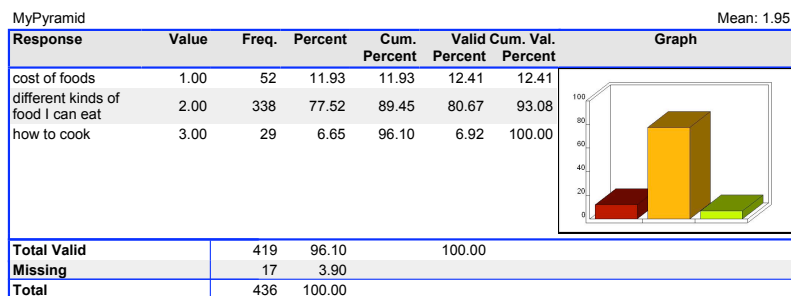 MyPyramid Mean: 1.95
Response Value Freq. Percent Cum. Percent Valid Percent Cum. Val. Percent Graph
cost of foods 1.00 52 11.93 11.93 12.41 12.41
different kinds of food I can eat 2.00 338 77.52 89.45 80.67 93.08
how to cook 3.00 29 6.65 96.10 6.92 100.00
100
80
60
40
20
0
Total Valid 419 96.10 100.00
Missing 17 3.90
Total 436 100.00